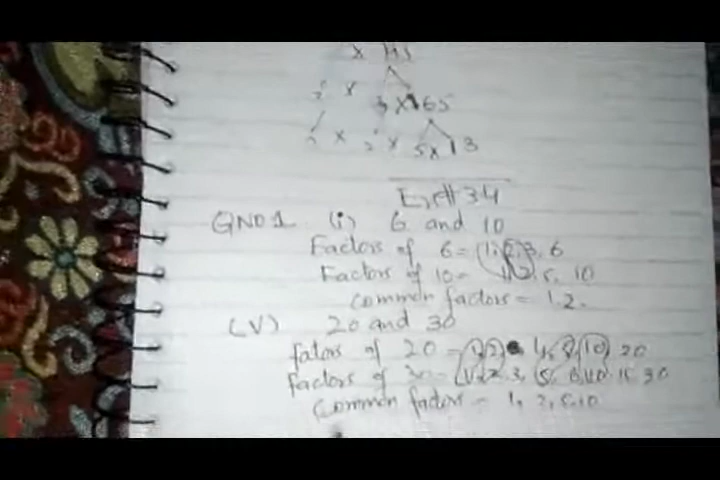 3 × 65
5 × 13
Ex # 3.4
QNO 1 (i) 6 and 10
Factors of 6 = 1, 2, 3, 6
Factors of 10 = 1, 2, 5, 10
Common factors = 1, 2.
(V) 20 and 30
fators of 20 = 1, 2, 4, 5, 10, 20
Factors of 30 = 1, 2, 3, 5, 6, 10, 15, 30
Common factors = 1, 2, 5, 10